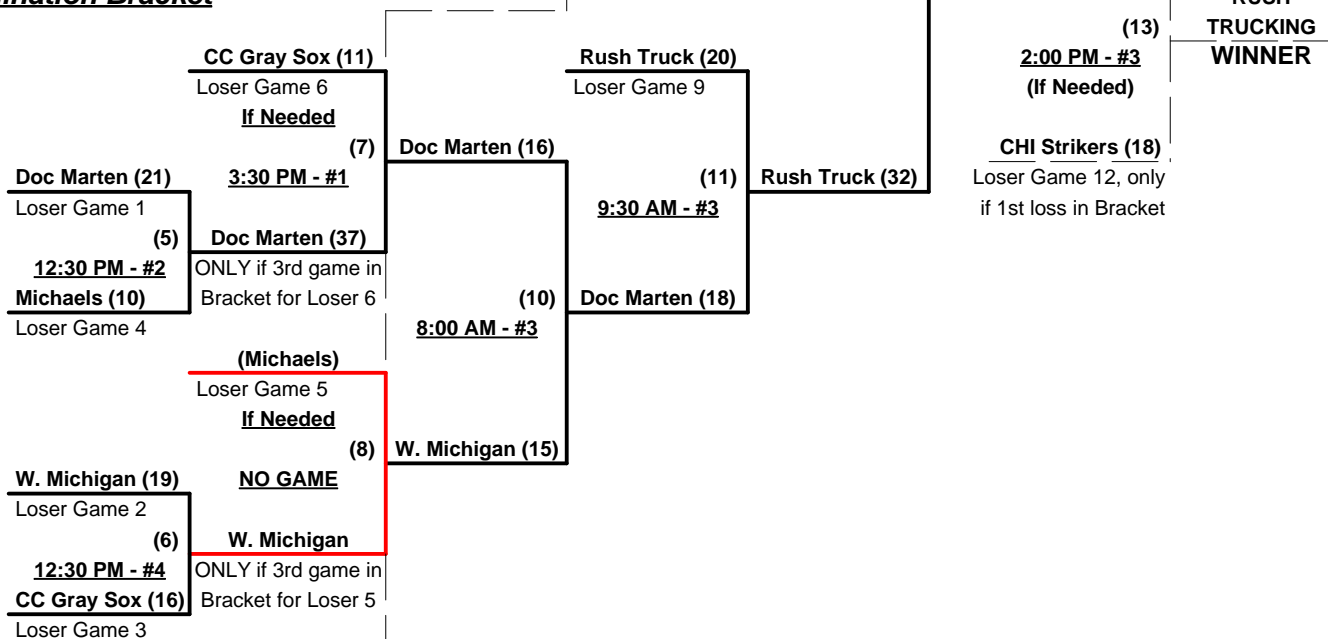 RUSH
(13) TRUCKING
CC Gray Sox (11) Rush Truck (20) 2:00 PM - #3 WINNER
Loser Game 6 Loser Game 9 (If Needed)
If Needed
(7) Doc Marten (16) CHI Strikers (18)
Doc Marten (21) 3:30 PM - #1 (11) Rush Truck (32) Loser Game 12, only
Loser Game 1 9:30 AM - #3 if 1st loss in Bracket
(5) Doc Marten (37)
12:30 PM - #2 ONLY if 3rd game in
Michaels (10) Bracket for Loser 6 (10) Doc Marten (18)
Loser Game 4 8:00 AM - #3
(Michaels)
Loser Game 5
If Needed
(8) W. Michigan (15)
W. Michigan (19) NO GAME
Loser Game 2
(6) W. Michigan
12:30 PM - #4 ONLY if 3rd game in
CC Gray Sox (16) Bracket for Loser 5
Loser Game 3